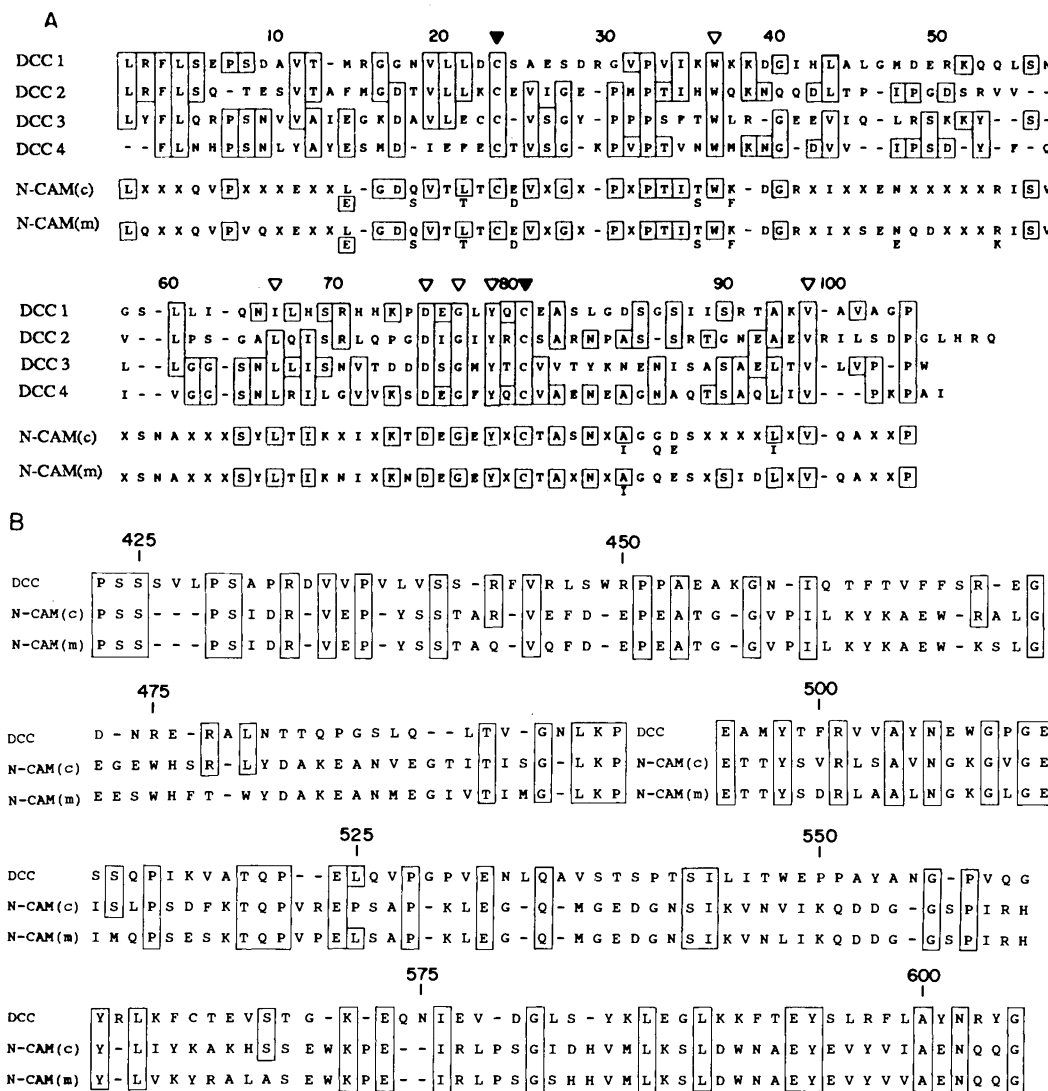 A
10 20 30 40 50
DCC 1 L R F L S E P S D A V T - M R G G N V L L D C S A E S D R G V P V I K W K K D G I H L A L G M D E R K Q Q L S N
DCC 2 L R F L S Q - T E S V T A F M G D T V L L K C E V I G E - P M P T I H W Q K N Q Q D L T P - I P G D S R V V - -
DCC 3 L Y F L Q R P S N V V A I E G K D A V L E C C - V S G Y - P P P S F T W L R - G E E V I Q - L R S K K Y - - S -
DCC 4 - - F L N H P S N L Y A Y E S M D - I E F E C T V S G - K P V P T V N W M K N G - D V V - - I P S D - Y - F - Q
N-CAM(c) L X X X Q V P X X X E X X L - G D Q V T L T C E V X G X - P X P T I T W K - D G R X I X X E N X X X X X R I S V
E S T D S F
N-CAM(m) L Q X X Q V P V Q X E X X L - G D Q V T L T C E V X G X - P X P T I T W K - D G R X I X S E N Q D X X X R I S V
E S T D S F E K
60 70 80 90 100
DCC 1 G S - L L I - Q N I L H S R H H K P D E G L Y Q C E A S L G D S G S I I S R T A K V - A V A G P
DCC 2 V - - L P S - G A L Q I S R L Q P G D I G I Y R C S A R N P A S - S R T G N E A E V R I L S D P G L H R Q
DCC 3 L - - L G G - S N L L I S N V T D D D S G M Y T C V V T Y K N E N I S A S A E L T V - L V P - P W
DCC 4 I - - V G G - S N L R I L G V V K S D E G F Y Q C V A E N E A G N A Q T S A Q L I V - - - P K P A I
N-CAM(c) X S N A X X X S Y L T I K X I X K T D E G E Y X C T A S N X A G G D S X X X X L X V - Q A X X P
I Q E I
N-CAM(m) X S N A X X X S Y L T I K N I X K N D E G E Y X C T A X N X A G Q E S X S I D L X V - Q A X X P
I
B
425 450
DCC P S S S V L P S A P R D V V P V L V S S - R F V R L S W R P P A E A K G N - I Q T F T V F F S R - E G
N-CAM(c) P S S - - - P S I D R - V E P - Y S S T A R - V E F D - E P E A T G - G V P I L K Y K A E W - R A L G
N-CAM(m) P S S - - - P S I D R - V E P - Y S S T A Q - V Q F D - E P E A T G - G V P I L K Y K A E W - K S L G
475 500
DCC D - N R E - R A L N T T Q P G S L Q - - L T V - G N L K P DCC E A M Y T F R V V A Y N E W G P G E
N-CAM(c) E G E W H S R - L Y D A K E A N V E G T I T I S G - L K P N-CAM(c) E T T Y S V R L S A V N G K G V G E
N-CAM(m) E E S W H F T - W Y D A K E A N M E G I V T I M G - L K P N-CAM(m) E T T Y S D R L A A L N G K G L G E
525 550
DCC S S Q P I K V A T Q P - - E L Q V P G P V E N L Q A V S T S P T S I L I T W E P P A Y A N G - P V Q G
N-CAM(c) I S L P S D F K T Q P V R E P S A P - K L E G - Q - M G E D G N S I K V N V I K Q D D G - G S P I R H
N-CAM(m) I M Q P S E S K T Q P V P E L S A P - K L E G - Q - M G E D G N S I K V N L I K Q D D G - G S P I R H
575 600
DCC Y R L K F C T E V S T G - K - E Q N I E V - D G L S - Y K L E G L K K F T E Y S L R F L A Y N R Y G
N-CAM(c) Y - L I Y K A K H S S E W K P E - - I R L P S G I D H V M L K S L D W N A E Y E V Y V I A E N Q Q G
N-CAM(m) Y - L V K Y R A L A S E W K P E - - I R L P S G S H H V M L K S L D W N A E Y E V Y V V A E N Q Q G